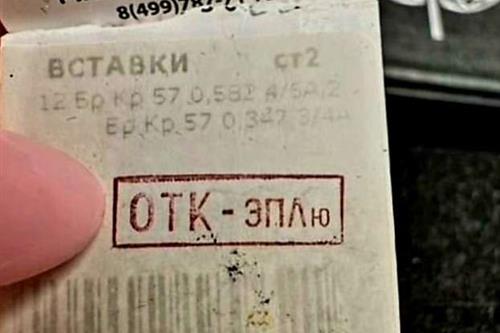 8(499)787-
ВСТАВКИ ст2
12 Бр Кр 57 0,582 4/5А,2
Бр Кр 57 0,347 3/4А
ОТК - ЭПЛю